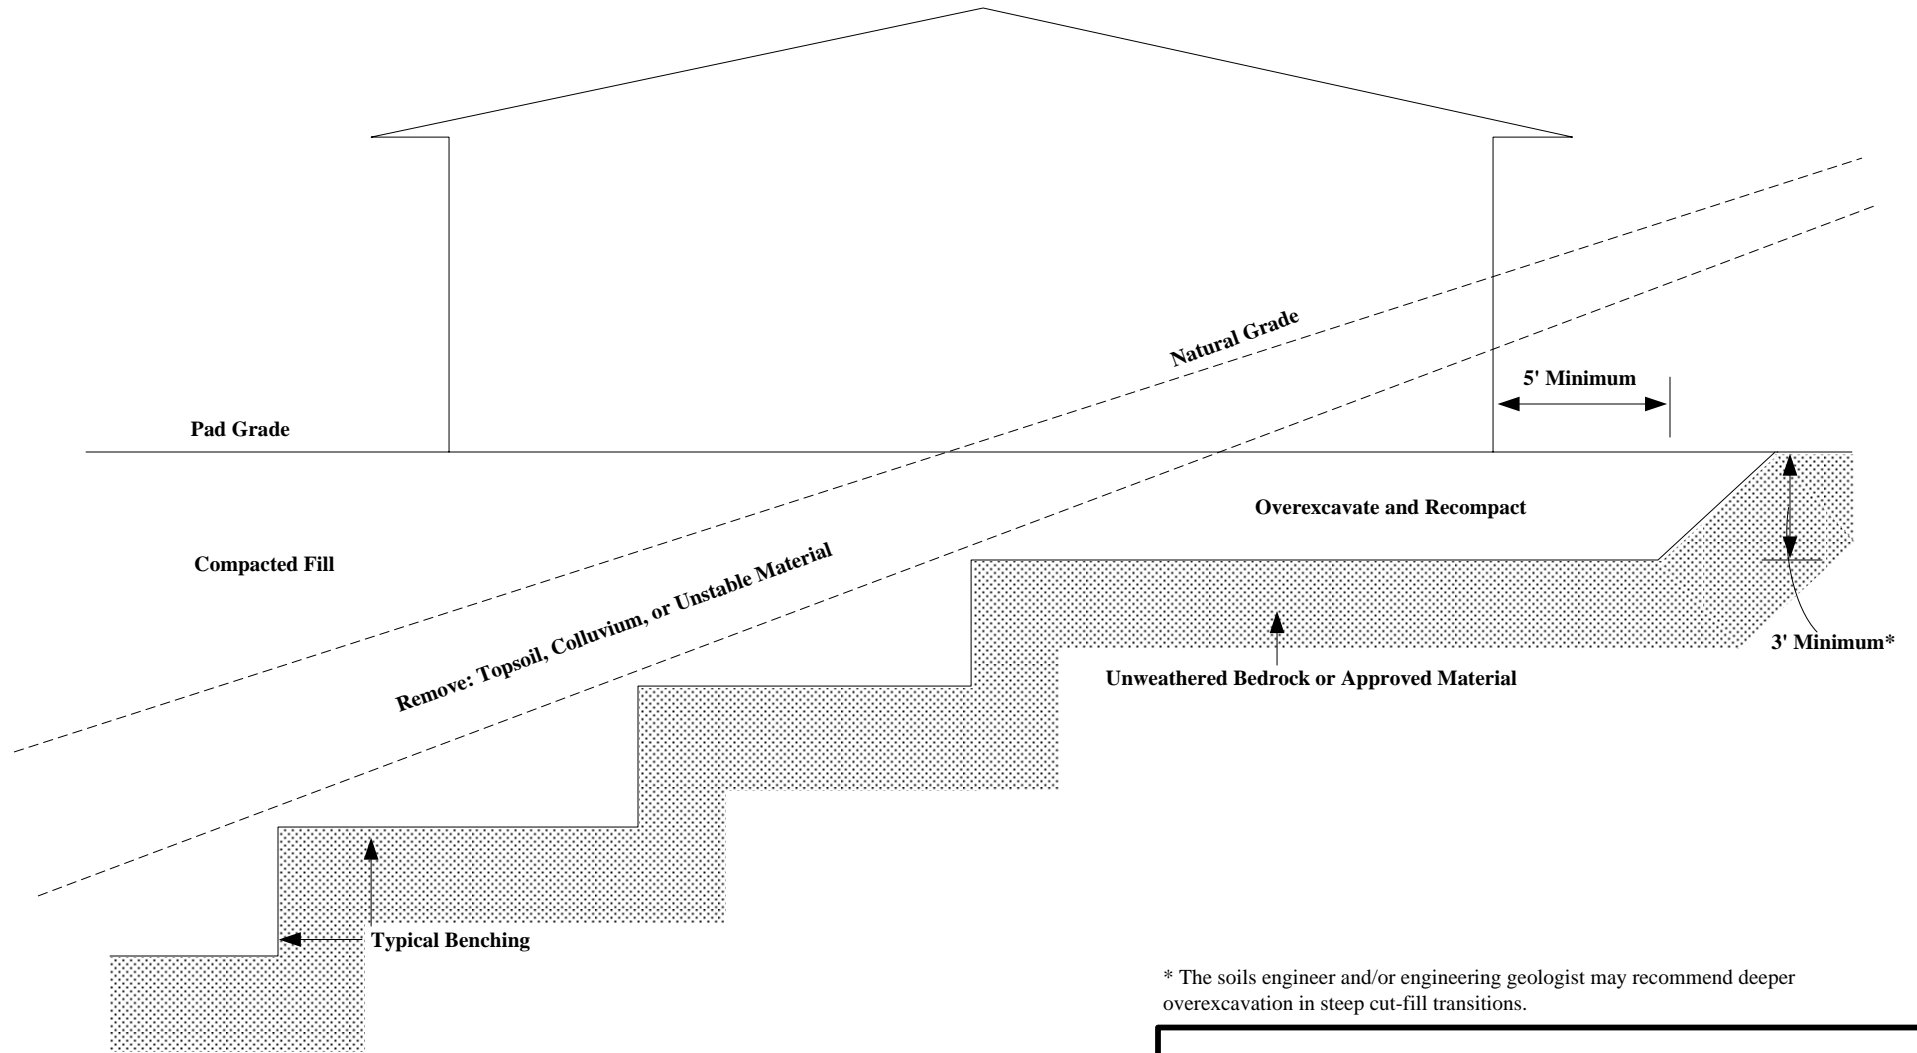 Natural Grade
5' Minimum
Pad Grade
Overexcavate and Recompact
Compacted Fill
Remove: Topsoil, Colluvium, or Unstable Material
3' Minimum*
Unweathered Bedrock or Approved Material
Typical Benching
* The soils engineer and/or engineering geologist may recommend deeper
overexcavation in steep cut-fill transitions.